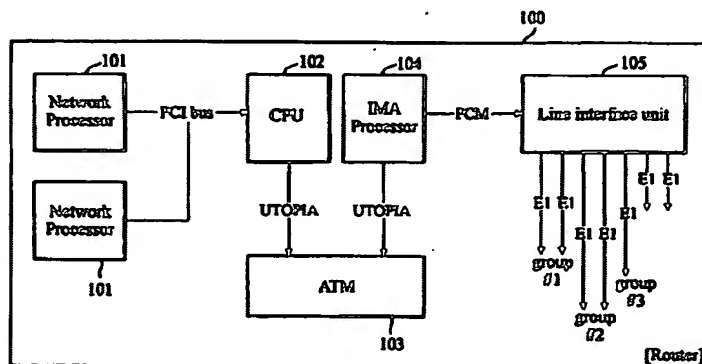 100
101
Network
Processor
PCI bus
102
CPU
104
IMA
Processor
PCM
105
Line interface unit
Network
Processor
101
UTOPIA
UTOPIA
ATM
103
E1
E1
E1
E1
E1
E1
E1
group
#1
group
#2
group
#3
[Router]